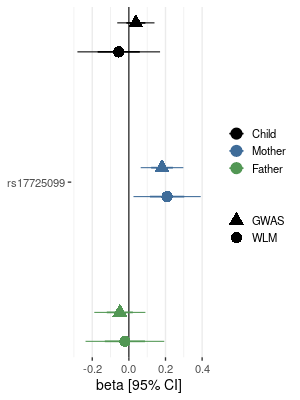 Child
Mother
Father
rs17725099
GWAS
WLM
-0.2 0.0 0.2 0.4
beta [95% CI]